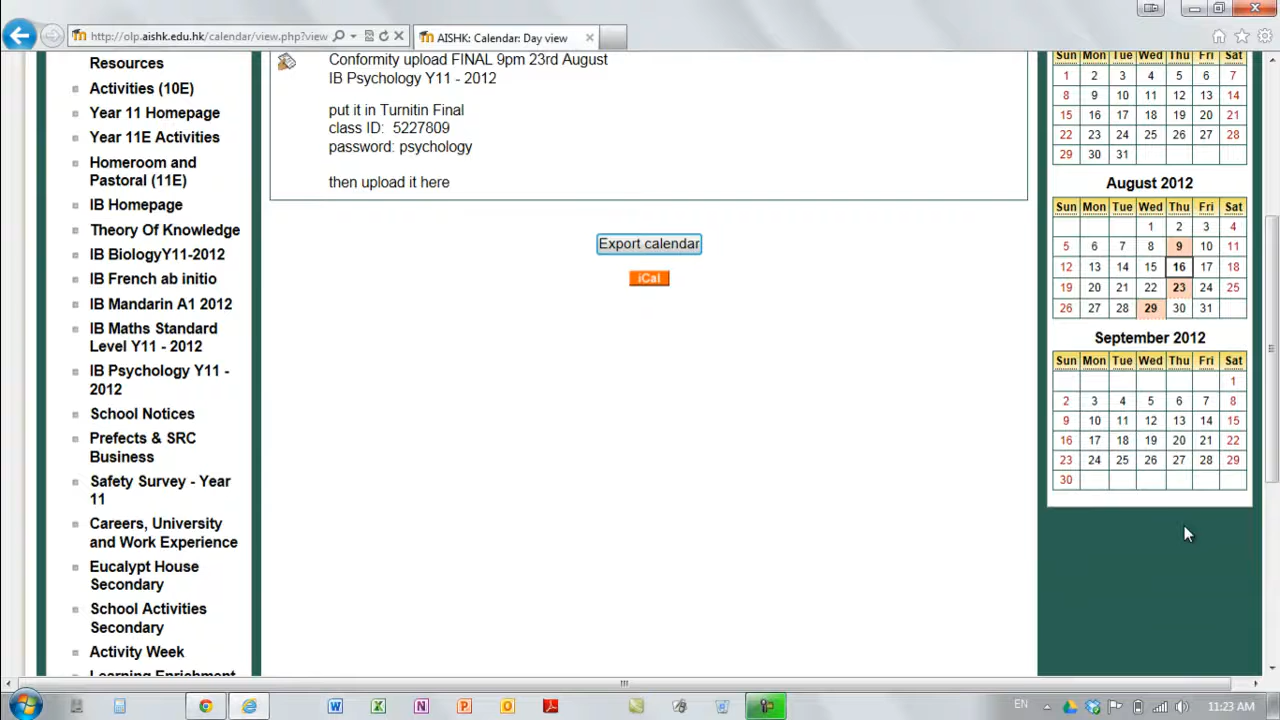 http://olp.aishk.edu.hk/calendar/view.php?view
AISHK: Calendar: Day view
Resources
Activities (10E)
Year 11 Homepage
Year 11E Activities
Homeroom and
Pastoral (11E)
IB Homepage
Theory Of Knowledge
IB BiologyY11-2012
IB French ab initio
IB Mandarin A1 2012
IB Maths Standard
Level Y11 - 2012
IB Psychology Y11 -
2012
School Notices
Prefects & SRC
Business
Safety Survey - Year
11
Careers, University
and Work Experience
Eucalypt House
Secondary
School Activities
Secondary
Activity Week
Learning Enrichment
Conformity upload FINAL 9pm 23rd August
IB Psychology Y11 - 2012
put it in Turnitin Final
class ID: 5227809
password: psychology
then upload it here
Export calendar
iCal
Sun Mon Tue Wed Thu Fri Sat
1 2 3 4 5 6 7
8 9 10 11 12 13 14
15 16 17 18 19 20 21
22 23 24 25 26 27 28
29 30 31
August 2012
Sun Mon Tue Wed Thu Fri Sat
1 2 3 4
5 6 7 8 9 10 11
12 13 14 15 16 17 18
19 20 21 22 23 24 25
26 27 28 29 30 31
September 2012
Sun Mon Tue Wed Thu Fri Sat
1
2 3 4 5 6 7 8
9 10 11 12 13 14 15
16 17 18 19 20 21 22
23 24 25 26 27 28 29
30
EN
11:23 AM